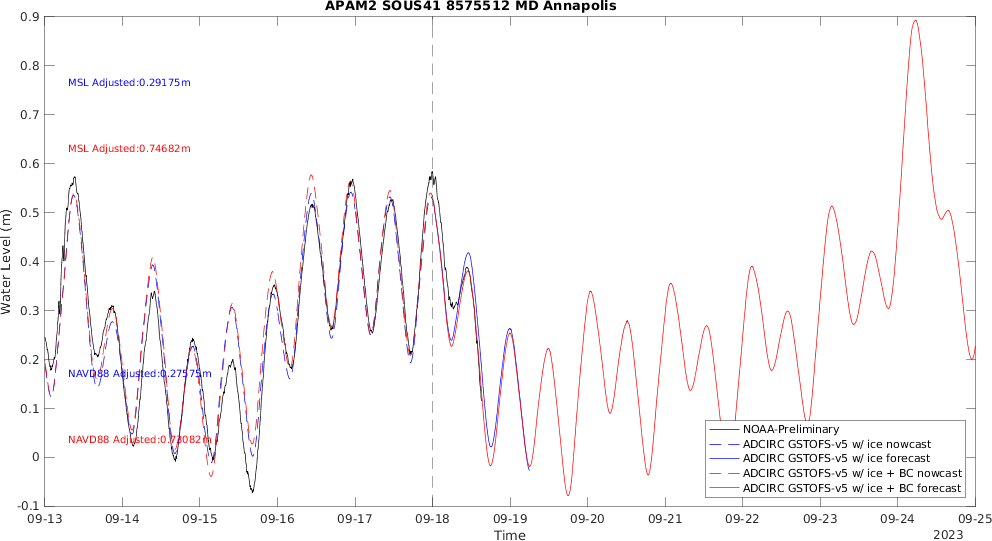 APAM2 SOUS41 8575512 MD Annapolis
0.9
0.8
0.7
0.6
0.5
0.4
0.3
0.2
0.1
0
-0.1
Water Level (m)
MSL Adjusted:0.29175m
MSL Adjusted:0.74682m
NAVD88 Adjusted:0.27575m
NAVD88 Adjusted:0.73082m
NOAA-Preliminary
ADCIRC GSTOFS-v5 w/ ice nowcast
ADCIRC GSTOFS-v5 w/ ice forecast
ADCIRC GSTOFS-v5 w/ ice + BC nowcast
ADCIRC GSTOFS-v5 w/ ice + BC forecast
09-13 09-14 09-15 09-16 09-17 09-18 09-19 09-20 09-21 09-22 09-23 09-24 09-25
Time
2023